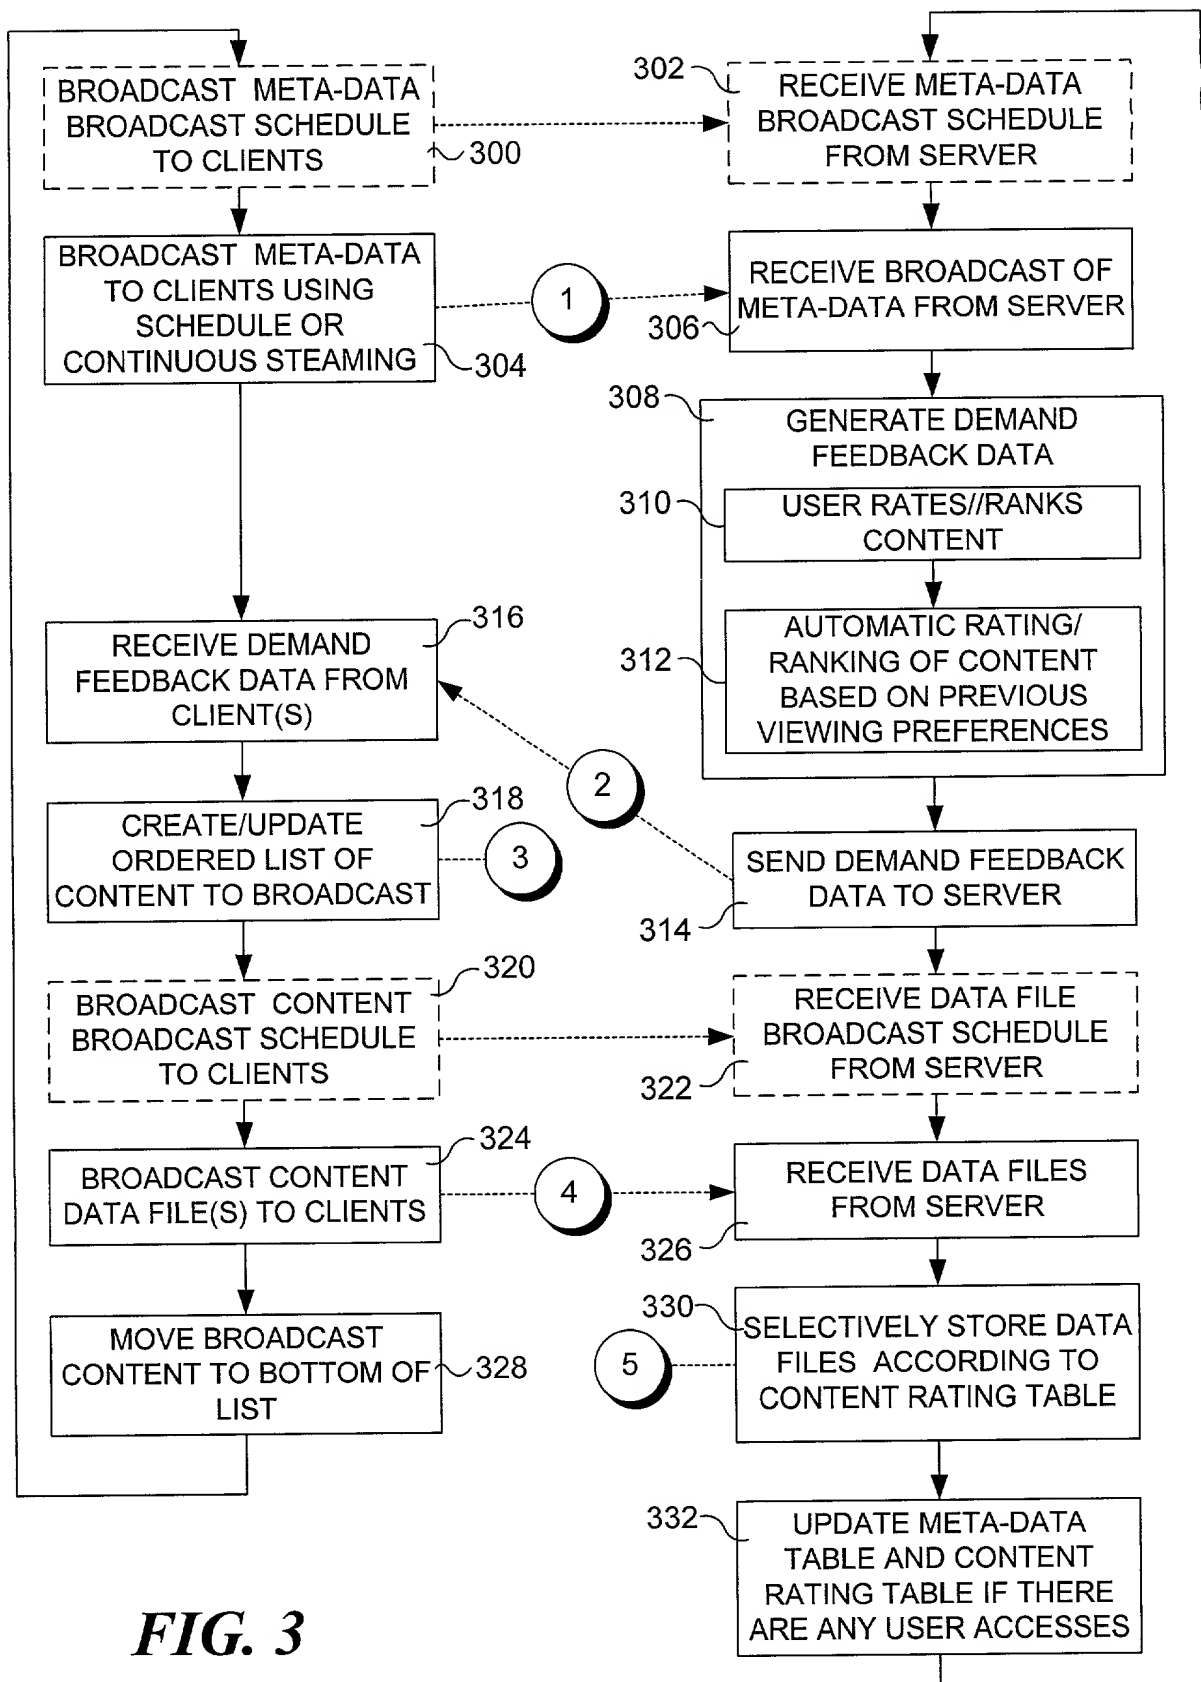 BROADCAST META-DATA
BROADCAST SCHEDULE
TO CLIENTS
300
302
RECEIVE META-DATA
BROADCAST SCHEDULE
FROM SERVER
BROADCAST META-DATA
TO CLIENTS USING
SCHEDULE OR
CONTINUOUS STEAMING
304
1
RECEIVE BROADCAST OF
META-DATA FROM SERVER
306
308
GENERATE DEMAND
FEEDBACK DATA
310
USER RATES//RANKS
CONTENT
312
AUTOMATIC RATING/
RANKING OF CONTENT
BASED ON PREVIOUS
VIEWING PREFERENCES
316
RECEIVE DEMAND
FEEDBACK DATA FROM
CLIENT(S)
2
318
CREATE/UPDATE
ORDERED LIST OF
CONTENT TO BROADCAST
3
SEND DEMAND FEEDBACK
DATA TO SERVER
314
320
BROADCAST CONTENT
BROADCAST SCHEDULE
TO CLIENTS
RECEIVE DATA FILE
BROADCAST SCHEDULE
FROM SERVER
322
324
BROADCAST CONTENT
DATA FILE(S) TO CLIENTS
4
RECEIVE DATA FILES
FROM SERVER
326
MOVE BROADCAST
CONTENT TO BOTTOM OF
LIST
328
330
SELECTIVELY STORE DATA
FILES ACCORDING TO
CONTENT RATING TABLE
5
332
UPDATE META-DATA
TABLE AND CONTENT
RATING TABLE IF THERE
ARE ANY USER ACCESSES
FIG. 3